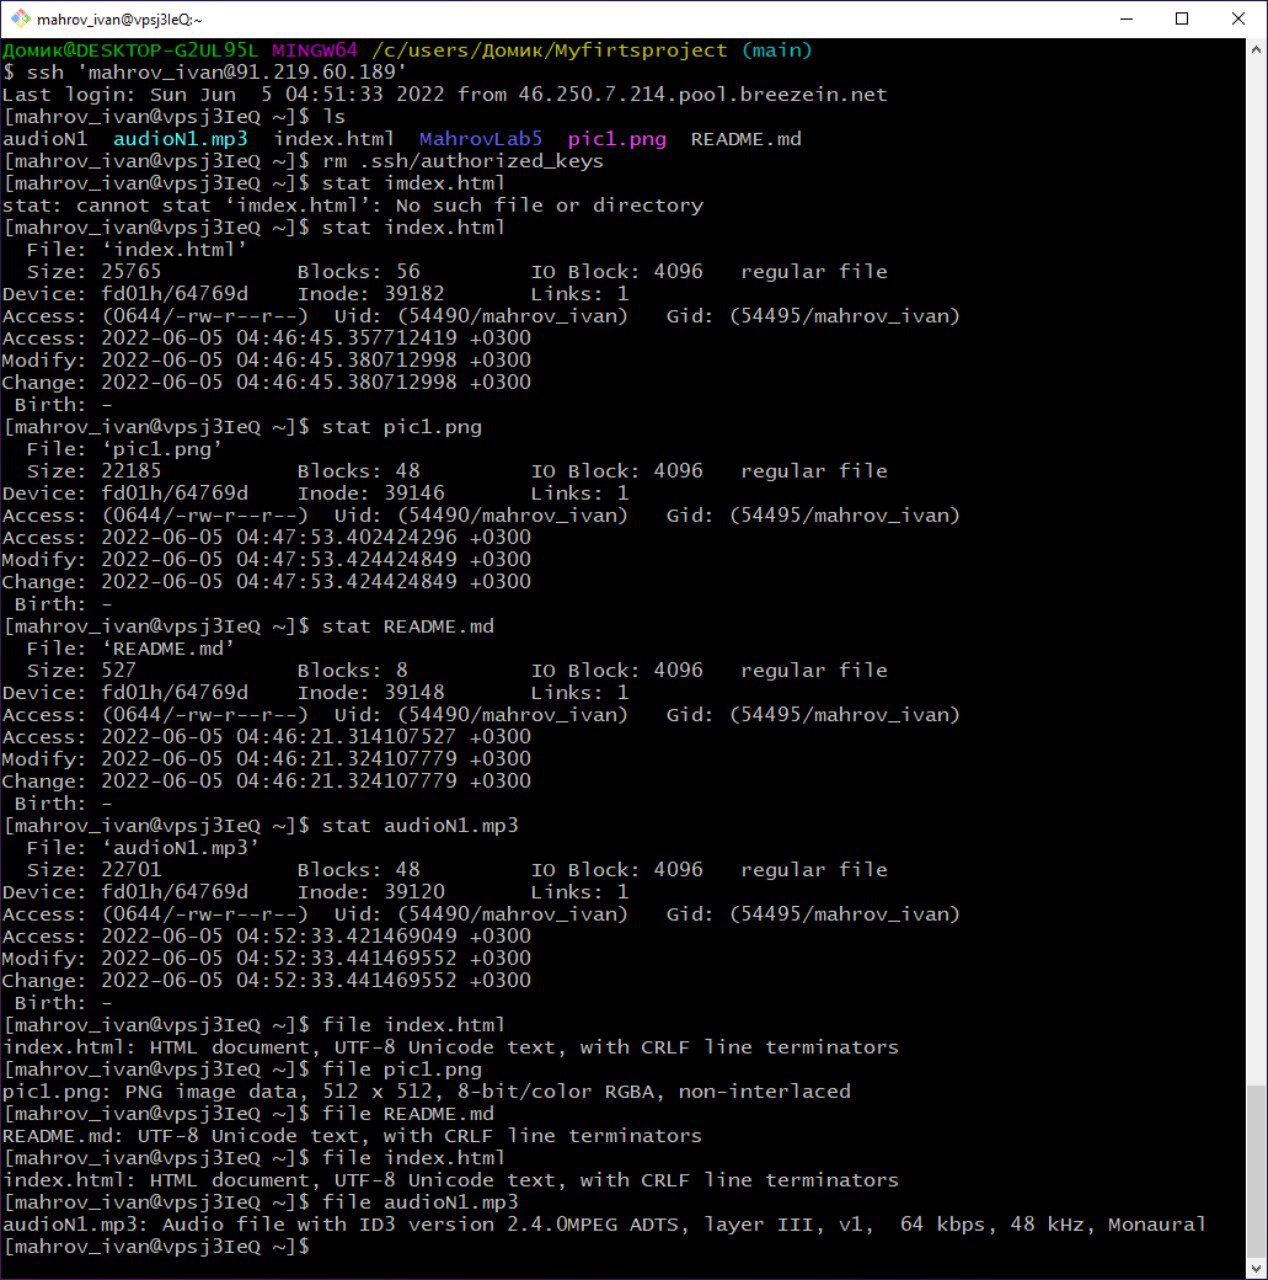 mahrov_ivan@vpsj3IeQ:~
Домик@DESKTOP-G2UL95L MINGW64 /c/users/Домик/Myfirtsproject (main)
$ ssh 'mahrov_ivan@91.219.60.189'
Last login: Sun Jun  5 04:51:33 2022 from 46.250.7.214.pool.breezein.net
[mahrov_ivan@vpsj3IeQ ~]$ ls
audioN1  audioN1.mp3  index.html  MahrovLab5  pic1.png  README.md
[mahrov_ivan@vpsj3IeQ ~]$ rm .ssh/authorized_keys
[mahrov_ivan@vpsj3IeQ ~]$ stat imdex.html
stat: cannot stat ‘imdex.html’: No such file or directory
[mahrov_ivan@vpsj3IeQ ~]$ stat index.html
  File: ‘index.html’
  Size: 25765           Blocks: 56         IO Block: 4096   regular file
Device: fd01h/64769d    Inode: 39182       Links: 1
Access: (0644/-rw-r--r--)  Uid: (54490/mahrov_ivan)   Gid: (54495/mahrov_ivan)
Access: 2022-06-05 04:46:45.357712419 +0300
Modify: 2022-06-05 04:46:45.380712998 +0300
Change: 2022-06-05 04:46:45.380712998 +0300
 Birth: -
[mahrov_ivan@vpsj3IeQ ~]$ stat pic1.png
  File: ‘pic1.png’
  Size: 22185           Blocks: 48         IO Block: 4096   regular file
Device: fd01h/64769d    Inode: 39146       Links: 1
Access: (0644/-rw-r--r--)  Uid: (54490/mahrov_ivan)   Gid: (54495/mahrov_ivan)
Access: 2022-06-05 04:47:53.402424296 +0300
Modify: 2022-06-05 04:47:53.424424849 +0300
Change: 2022-06-05 04:47:53.424424849 +0300
 Birth: -
[mahrov_ivan@vpsj3IeQ ~]$ stat README.md
  File: ‘README.md’
  Size: 527             Blocks: 8          IO Block: 4096   regular file
Device: fd01h/64769d    Inode: 39148       Links: 1
Access: (0644/-rw-r--r--)  Uid: (54490/mahrov_ivan)   Gid: (54495/mahrov_ivan)
Access: 2022-06-05 04:46:21.314107527 +0300
Modify: 2022-06-05 04:46:21.324107779 +0300
Change: 2022-06-05 04:46:21.324107779 +0300
 Birth: -
[mahrov_ivan@vpsj3IeQ ~]$ stat audioN1.mp3
  File: ‘audioN1.mp3’
  Size: 22701           Blocks: 48         IO Block: 4096   regular file
Device: fd01h/64769d    Inode: 39120       Links: 1
Access: (0644/-rw-r--r--)  Uid: (54490/mahrov_ivan)   Gid: (54495/mahrov_ivan)
Access: 2022-06-05 04:52:33.421469049 +0300
Modify: 2022-06-05 04:52:33.441469552 +0300
Change: 2022-06-05 04:52:33.441469552 +0300
 Birth: -
[mahrov_ivan@vpsj3IeQ ~]$ file index.html
index.html: HTML document, UTF-8 Unicode text, with CRLF line terminators
[mahrov_ivan@vpsj3IeQ ~]$ file pic1.png
pic1.png: PNG image data, 512 x 512, 8-bit/color RGBA, non-interlaced
[mahrov_ivan@vpsj3IeQ ~]$ file README.md
README.md: UTF-8 Unicode text, with CRLF line terminators
[mahrov_ivan@vpsj3IeQ ~]$ file index.html
index.html: HTML document, UTF-8 Unicode text, with CRLF line terminators
[mahrov_ivan@vpsj3IeQ ~]$ file audioN1.mp3
audioN1.mp3: Audio file with ID3 version 2.4.0MPEG ADTS, layer III, v1,  64 kbps, 48 kHz, Monaural
[mahrov_ivan@vpsj3IeQ ~]$